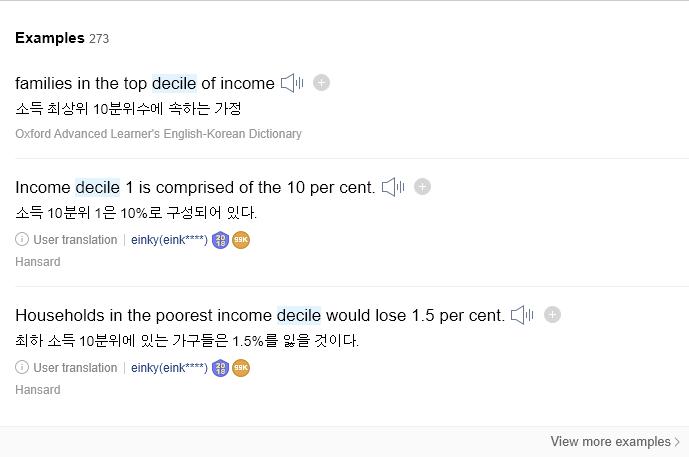 Examples 273
families in the top decile of income
소득 최상위 10분위수에 속하는 가정
Oxford Advanced Learner's English-Korean Dictionary
Income decile 1 is comprised of the 10 per cent.
소득 10분위 1은 10%로 구성되어 있다.
User translation einky(eink****) 2018 99K
Hansard
Households in the poorest income decile would lose 1.5 per cent.
최하 소득 10분위에 있는 가구들은 1.5%를 잃을 것이다.
User translation einky(eink****) 2018 99K
Hansard
View more examples